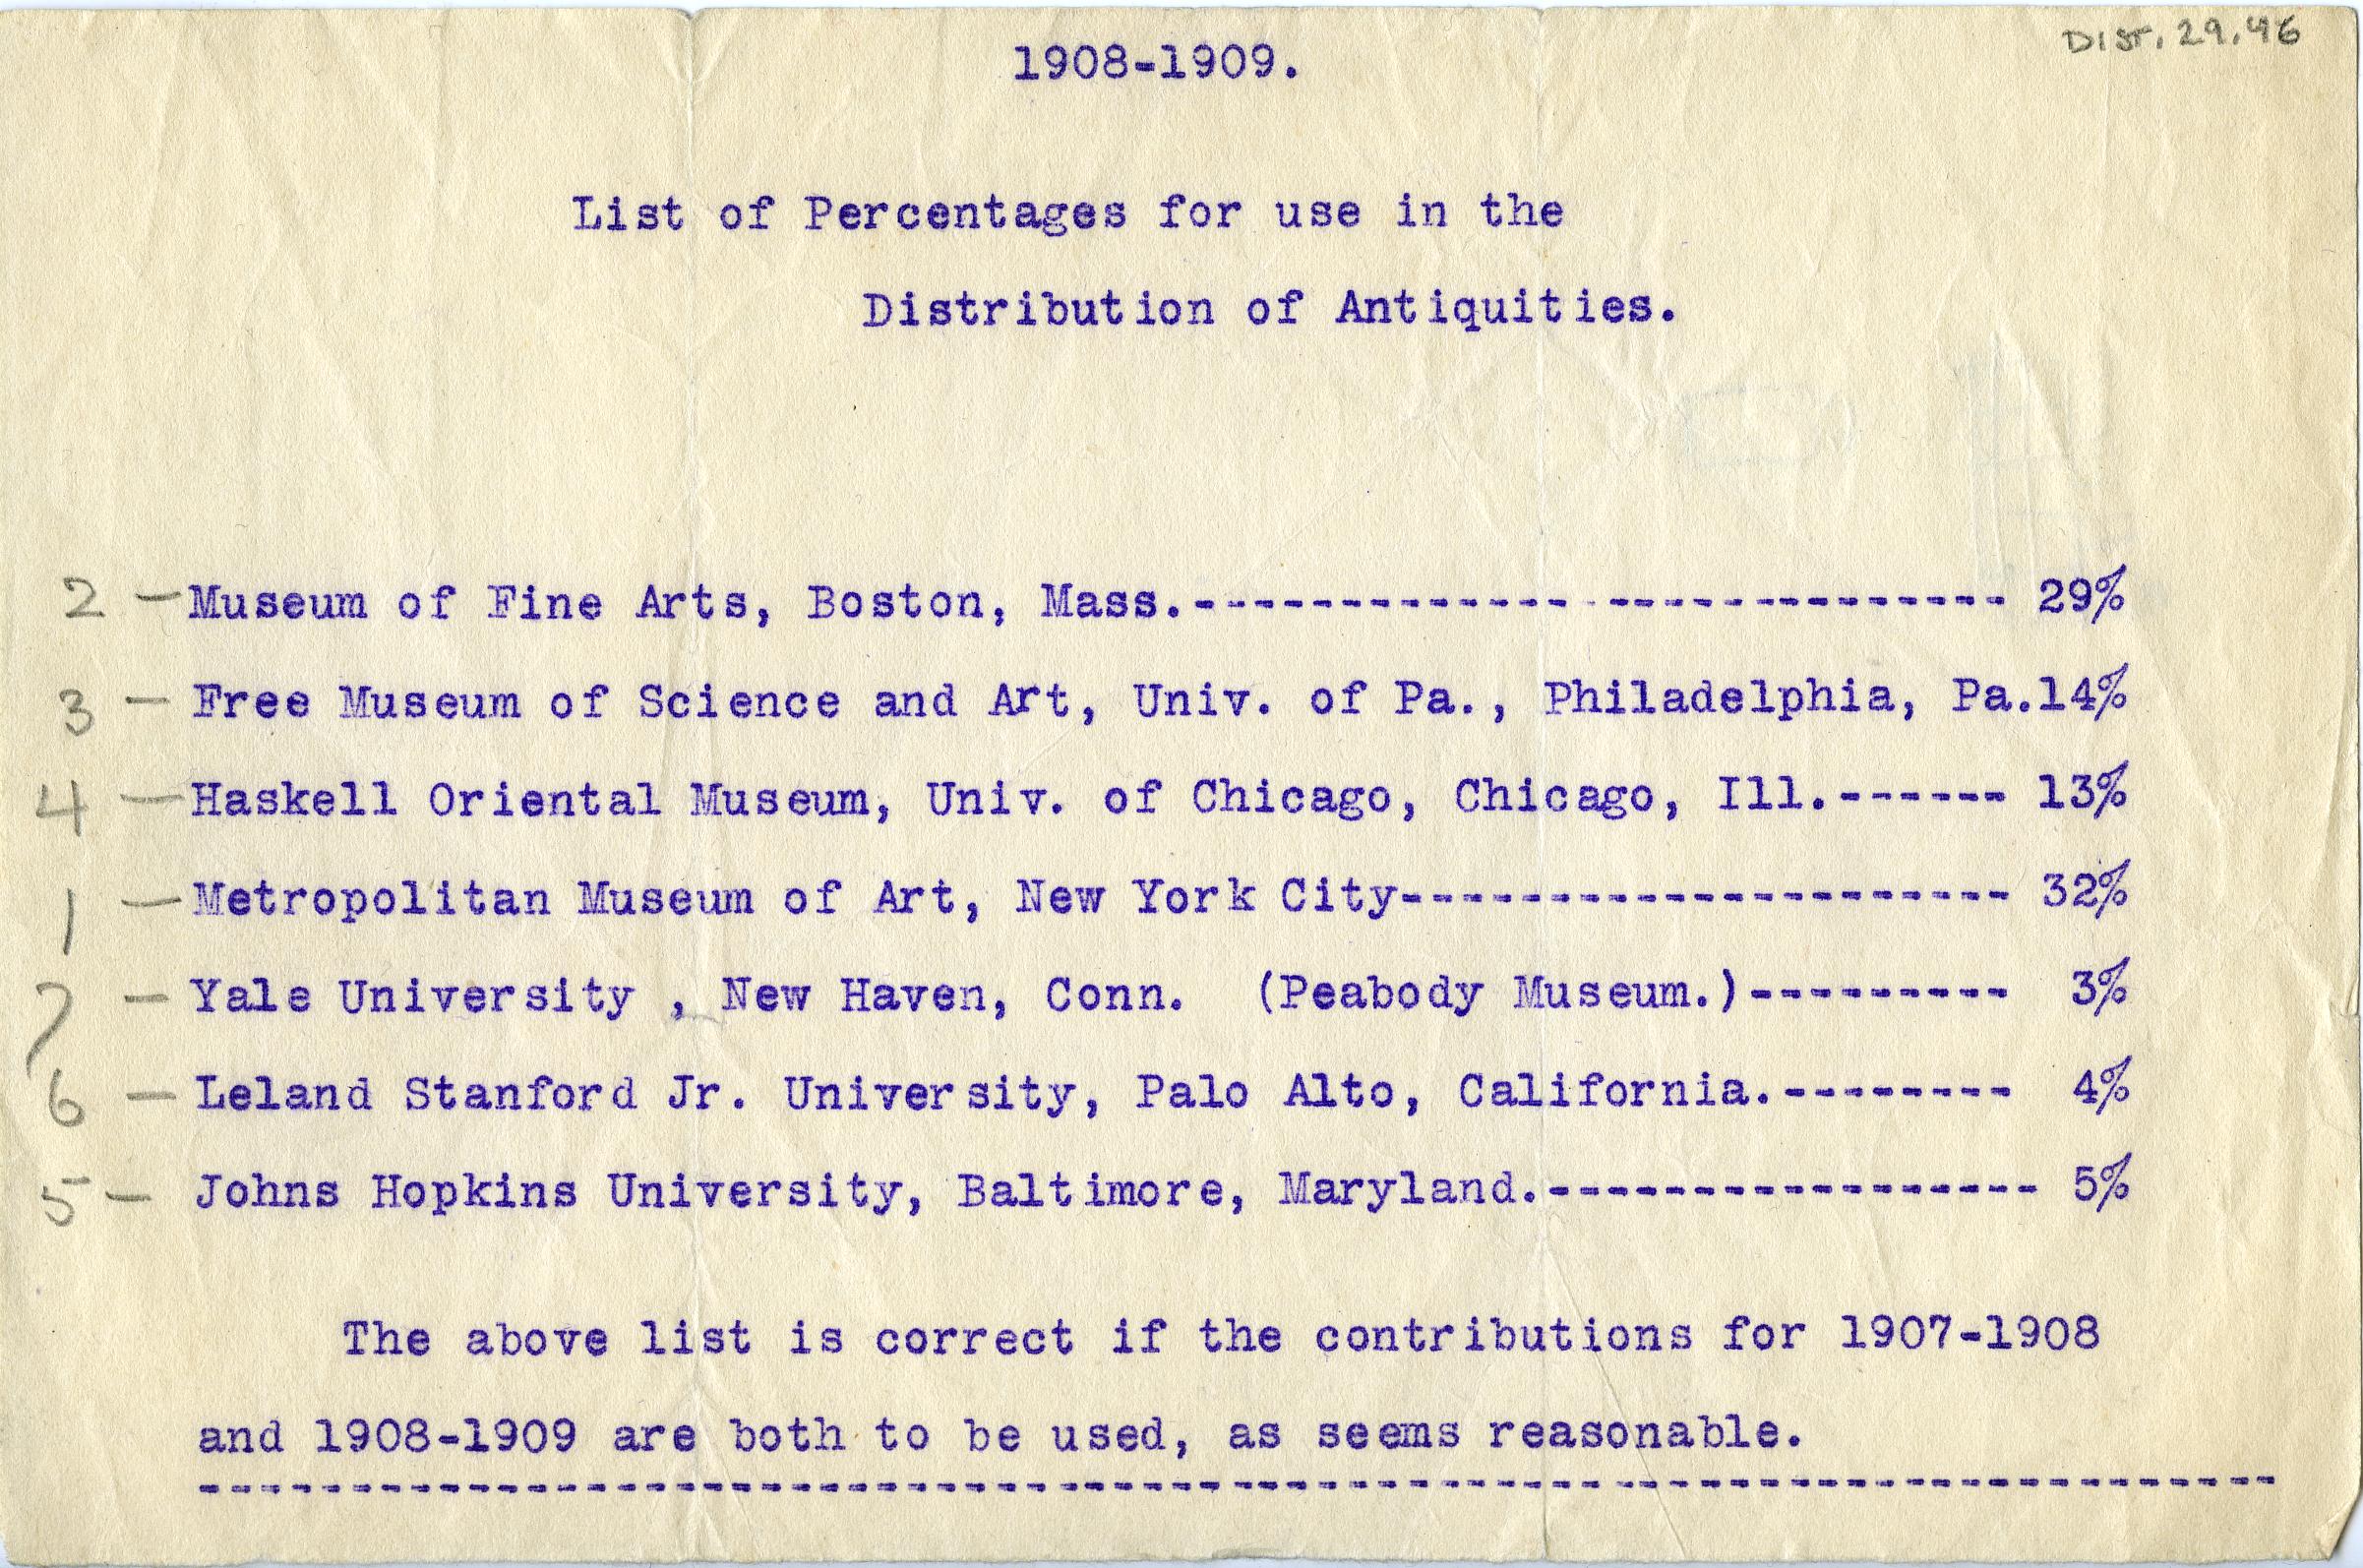 DIST. 29.46
1908-1909.
List of Percentages for use in the
Distribution of Antiquities.
2 — Museum of Fine Arts, Boston, Mass.---------------------------- 29%
3 — Free Museum of Science and Art, Univ. of Pa., Philadelphia, Pa.14%
4 — Haskell Oriental Museum, Univ. of Chicago, Chicago, Ill.------ 13%
1 — Metropolitan Museum of Art, New York City--------------------- 32%
7 — Yale University , New Haven, Conn. (Peabody Museum.)--------- 3%
6 — Leland Stanford Jr. University, Palo Alto, California.-------- 4%
5 — Johns Hopkins University, Baltimore, Maryland.----------------- 5%
The above list is correct if the contributions for 1907-1908
and 1908-1909 are both to be used, as seems reasonable.
-----------------------------------------------------------------------